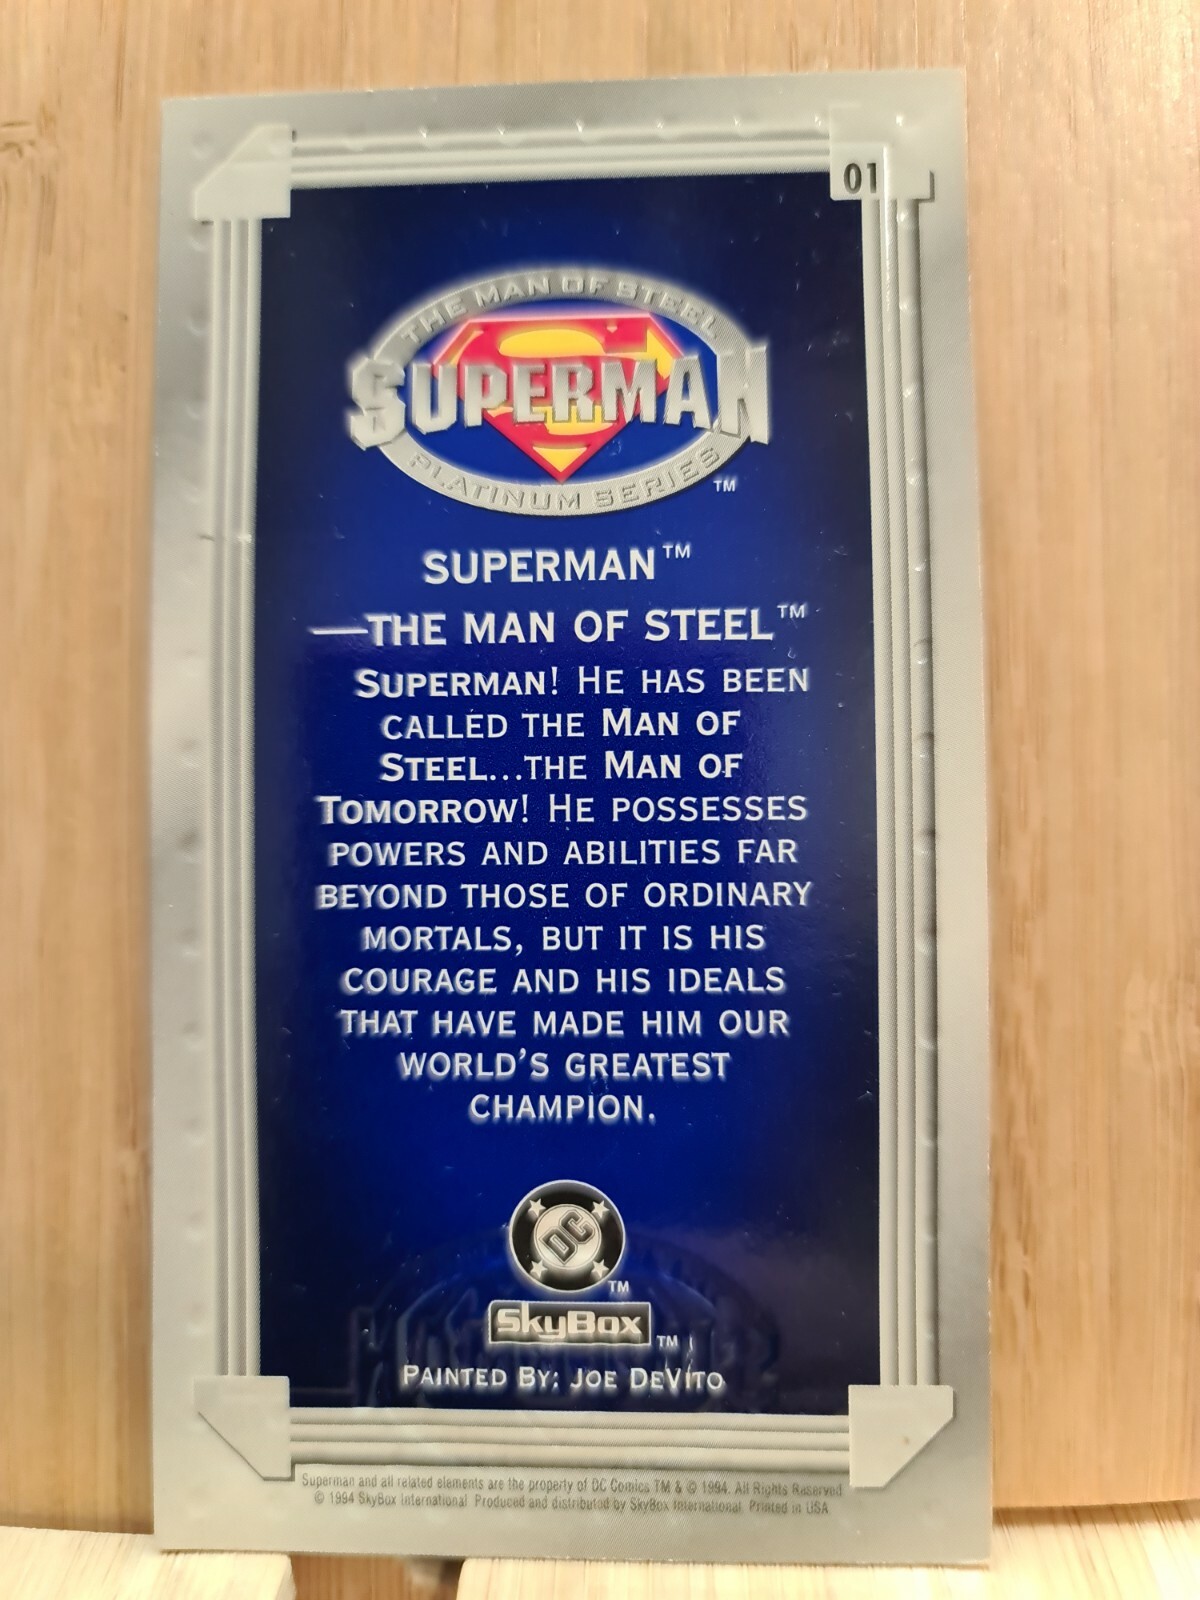 01
THE MAN OF STEEL
SUPERMAN
PLATINUM SERIES
TM
SUPERMAN™
—THE MAN OF STEEL™
SUPERMAN! HE HAS BEEN
CALLED THE MAN OF
STEEL...THE MAN OF
TOMORROW! HE POSSESSES
POWERS AND ABILITIES FAR
BEYOND THOSE OF ORDINARY
MORTALS, BUT IT IS HIS
COURAGE AND HIS IDEALS
THAT HAVE MADE HIM OUR
WORLD'S GREATEST
CHAMPION.
DC
TM
SkyBox TM
PAINTED BY: JOE DEVITO
Superman and all related elements are the property of DC Comics TM & © 1994. All Rights Reserved.
© 1994 SkyBox International. Produced and distributed by SkyBox International. Printed in USA